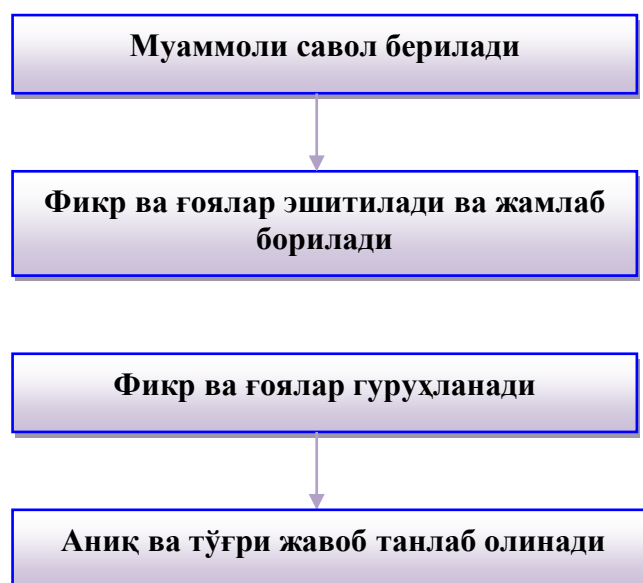 Муаммоли савол берилади
Фикр ва ғоялар эшитилади ва жамлаб
борилади
Фикр ва ғоялар гуруҳланади
Аниқ ва тўғри жавоб танлаб олинади